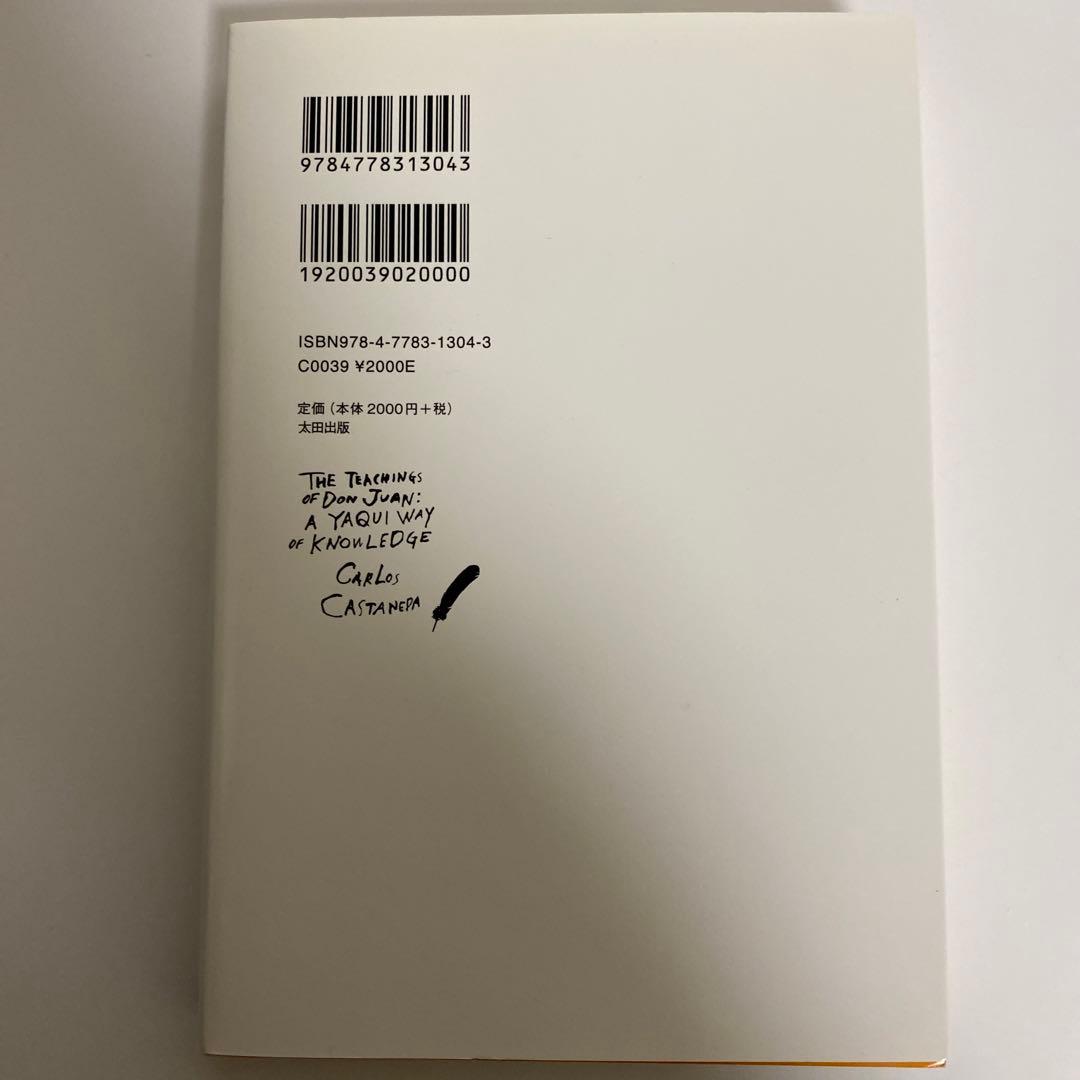 9784778313043
1920039020000
ISBN978-4-7783-1304-3
C0039 ¥2000E
定価（本体2000円＋税）
太田出版
THE TEACHINGS
OF DON JUAN:
A YAQUI WAY
OF KNOWLEDGE
CARLOS
CASTANEDA